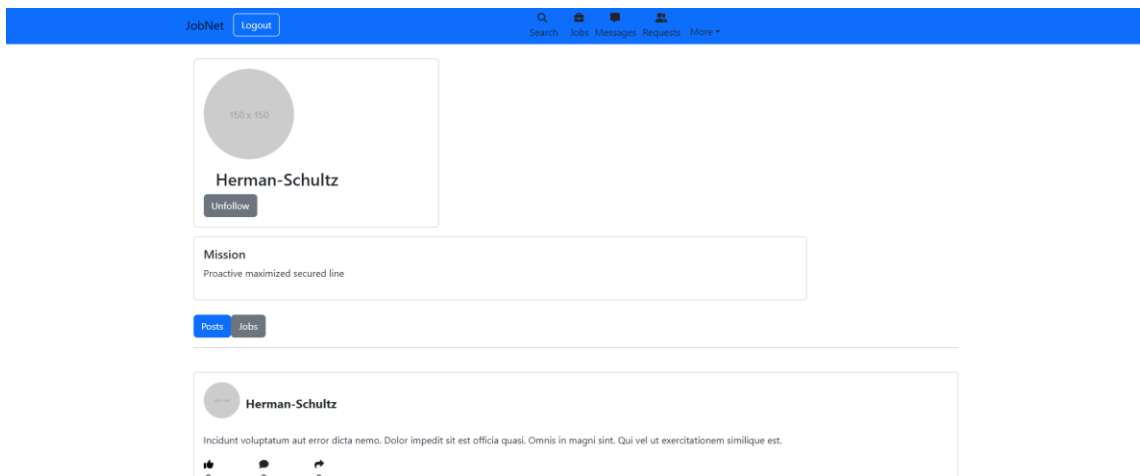 JobNet Logout
Search Jobs Messages Requests More
150 x 150
Herman-Schultz
Unfollow
Mission
Proactive maximized secured line
Posts Jobs
Herman-Schultz
Incidunt voluptatum aut error dicta nemo. Dolor impedit sit est officia quasi. Omnis in magni sint. Qui vel ut exercitationem similique est.